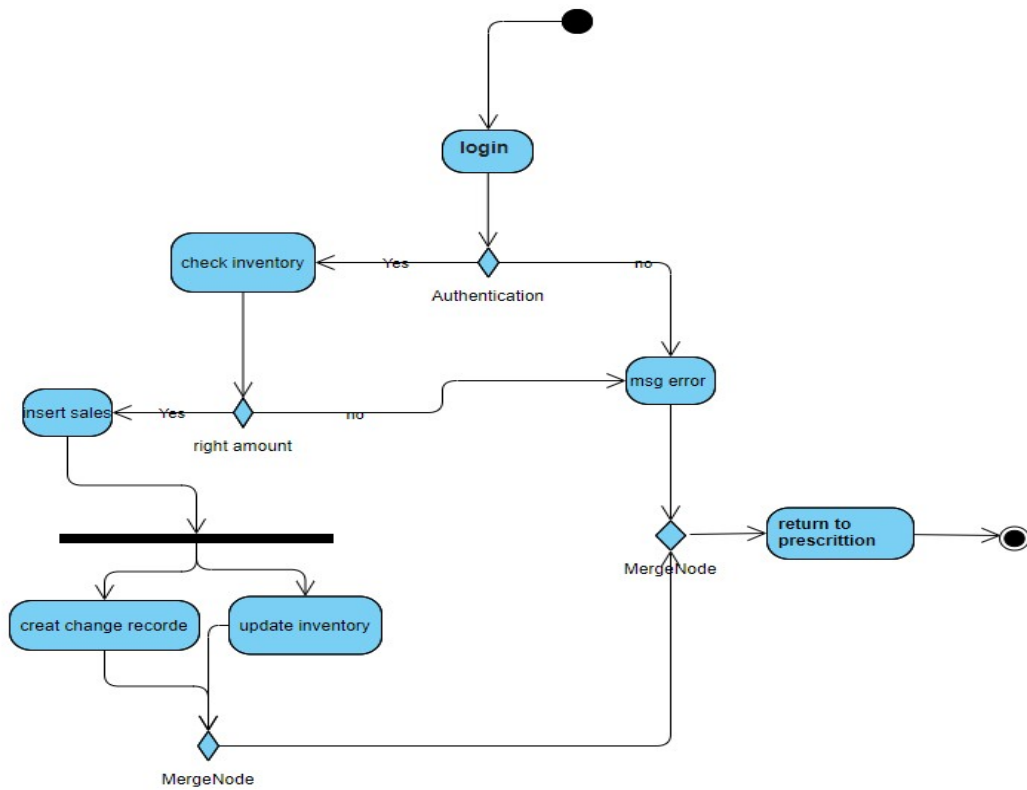 login
check inventory
Yes
no
Authentication
msg error
insert sales
Yes
no
right amount
return to
prescrittion
MergeNode
creat change recorde
update inventory
MergeNode